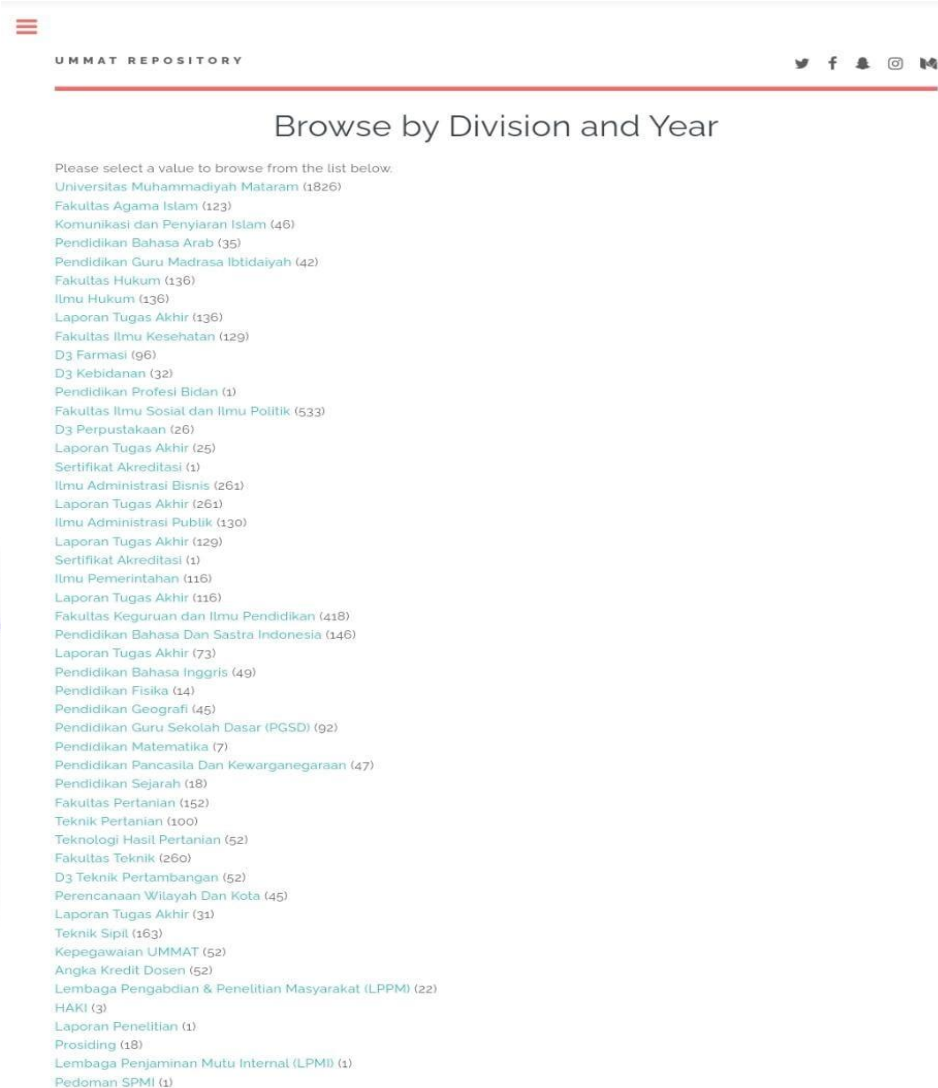 UMMAT REPOSITORY
Browse by Division and Year
Please select a value to browse from the list below.
Universitas Muhammadiyah Mataram (1826)
Fakultas Agama Islam (123)
Komunikasi dan Penyiaran Islam (46)
Pendidikan Bahasa Arab (35)
Pendidikan Guru Madrasa Ibtidaiyah (42)
Fakultas Hukum (136)
Ilmu Hukum (136)
Laporan Tugas Akhir (136)
Fakultas Ilmu Kesehatan (129)
D3 Farmasi (96)
D3 Kebidanan (32)
Pendidikan Profesi Bidan (1)
Fakultas Ilmu Sosial dan Ilmu Politik (533)
D3 Perpustakaan (26)
Laporan Tugas Akhir (25)
Sertifikat Akreditasi (1)
Ilmu Administrasi Bisnis (261)
Laporan Tugas Akhir (261)
Ilmu Administrasi Publik (130)
Laporan Tugas Akhir (129)
Sertifikat Akreditasi (1)
Ilmu Pemerintahan (116)
Laporan Tugas Akhir (116)
Fakultas Keguruan dan Ilmu Pendidikan (418)
Pendidikan Bahasa Dan Sastra Indonesia (146)
Laporan Tugas Akhir (73)
Pendidikan Bahasa Inggris (49)
Pendidikan Fisika (14)
Pendidikan Geografi (45)
Pendidikan Guru Sekolah Dasar (PGSD) (92)
Pendidikan Matematika (7)
Pendidikan Pancasila Dan Kewarganegaraan (47)
Pendidikan Sejarah (18)
Fakultas Pertanian (152)
Teknik Pertanian (100)
Teknologi Hasil Pertanian (52)
Fakultas Teknik (260)
D3 Teknik Pertambangan (52)
Perencanaan Wilayah Dan Kota (45)
Laporan Tugas Akhir (31)
Teknik Sipil (163)
Kepegawaian UMMAT (52)
Angka Kredit Dosen (52)
Lembaga Pengabdian & Penelitian Masyarakat (LPPM) (22)
HAKI (3)
Laporan Penelitian (1)
Prosiding (18)
Lembaga Penjaminan Mutu Internal (LPMI) (1)
Pedoman SPMI (1)